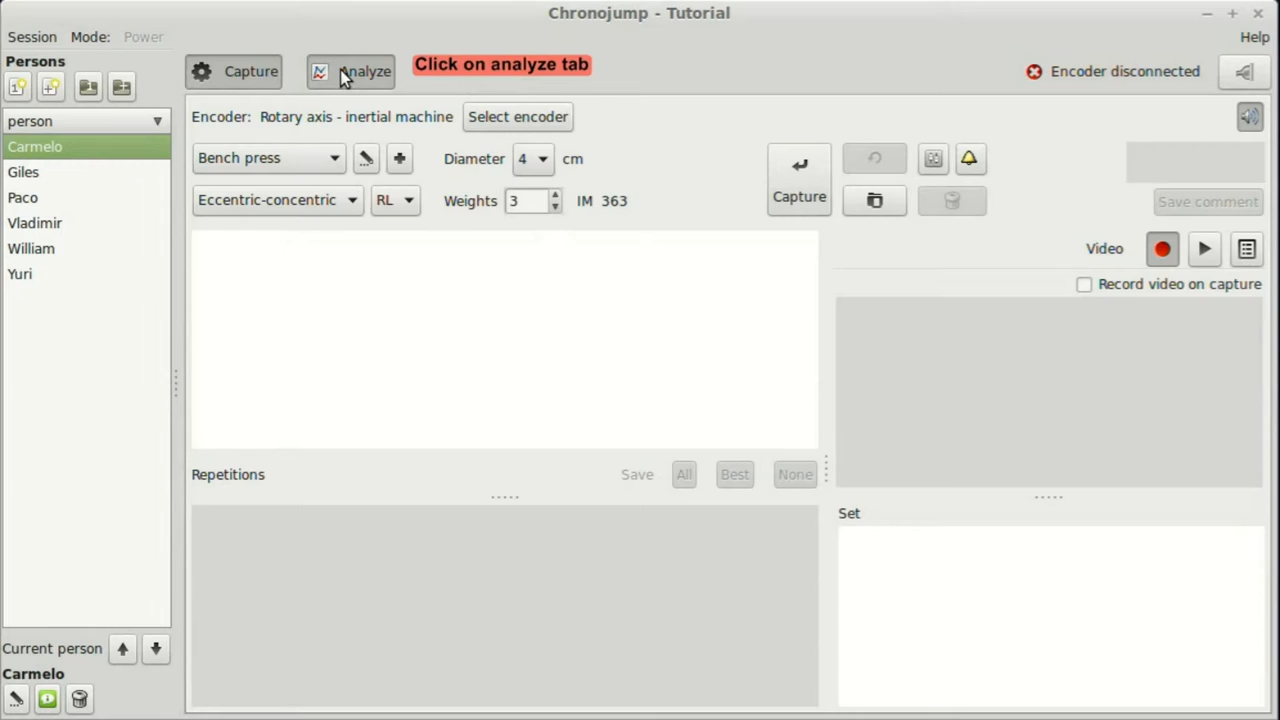 Chronojump - Tutorial
Session Mode: Power Help
Persons
Capture Analyze Click on analyze tab Encoder disconnected
person
Carmelo
Giles
Paco
Vladimir
William
Yuri
Encoder: Rotary axis - inertial machine Select encoder
Bench press Diameter 4 cm
Eccentric-concentric RL Weights 3 IM 363
Capture
Save comment
Video
Record video on capture
Repetitions Save All Best None
Set
Current person
Carmelo